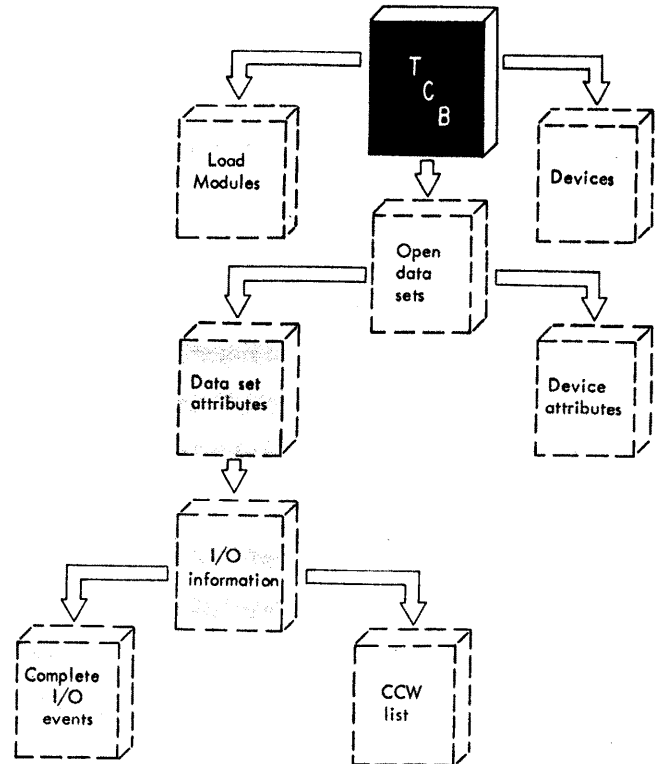 T
C
B
Load
Modules
Devices
Open
data
sets
Data set
attributes
Device
attributes
I/O
information
Complete
I/O
events
CCW
list